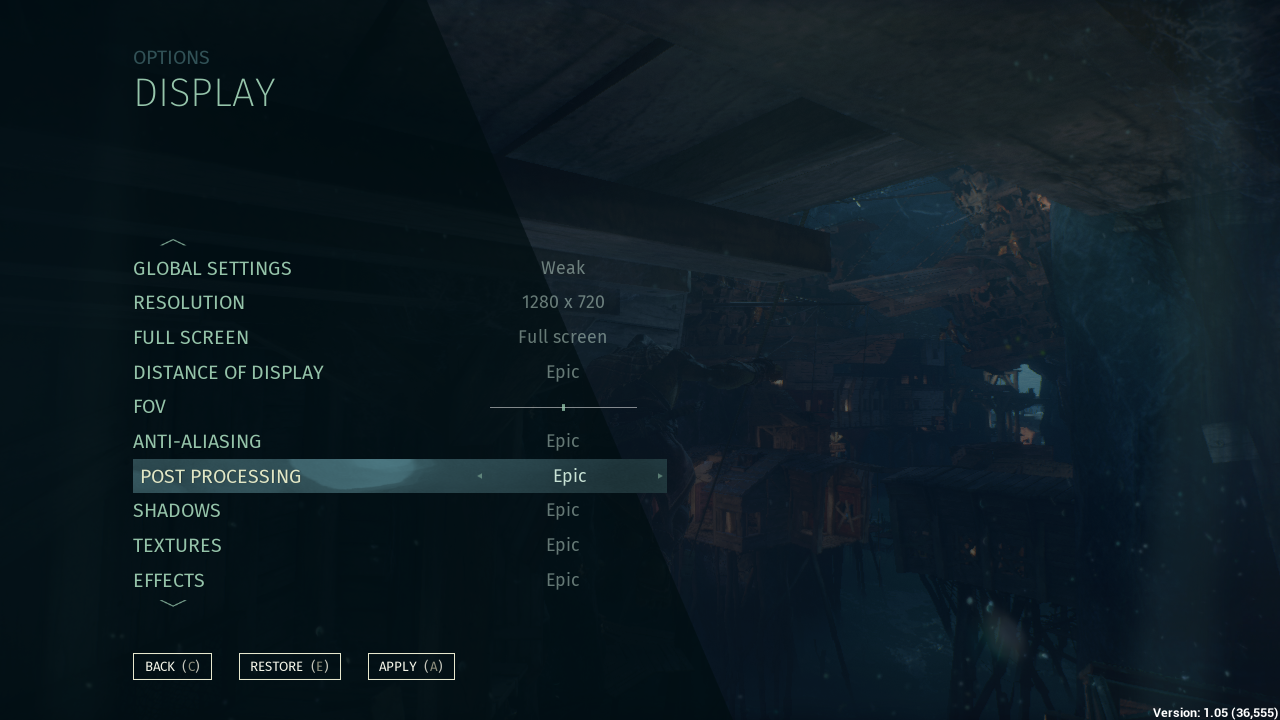 OPTIONS
DISPLAY
GLOBAL SETTINGS Weak
RESOLUTION 1280 x 720
FULL SCREEN Full screen
DISTANCE OF DISPLAY Epic
FOV
ANTI-ALIASING Epic
POST PROCESSING Epic
SHADOWS Epic
TEXTURES Epic
EFFECTS Epic
BACK (C) RESTORE (E) APPLY (A)
Version: 1.05 (36,555)